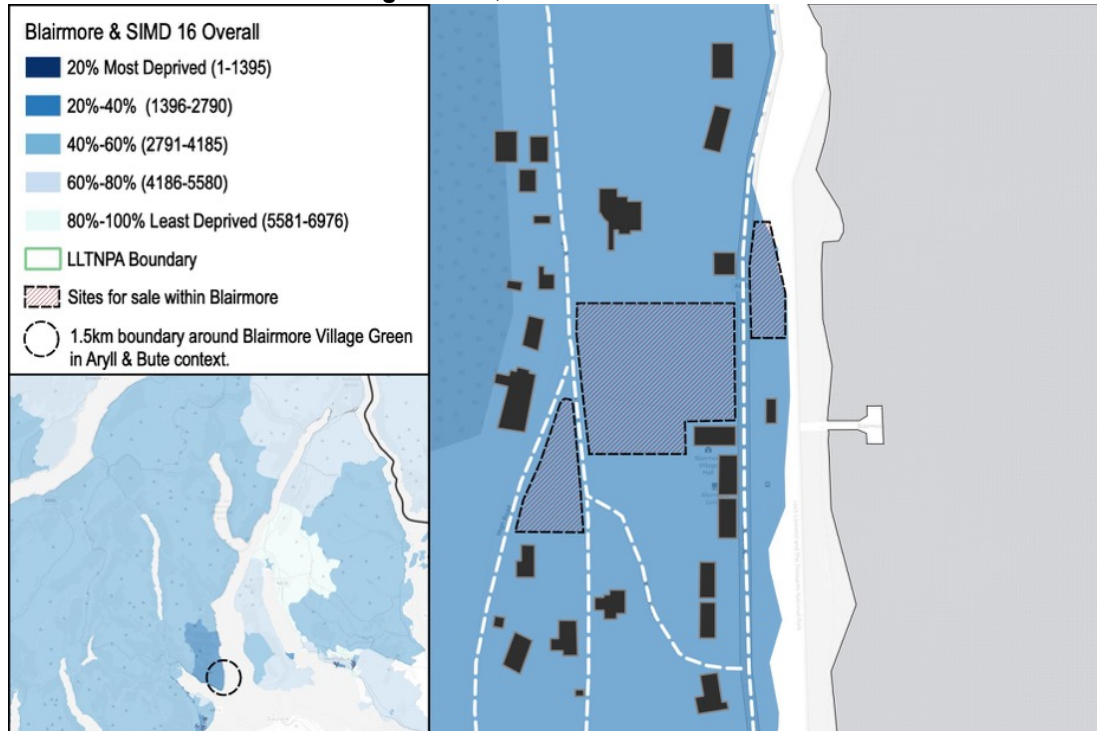 Blairmore & SIMD 16 Overall
20% Most Deprived (1-1395)
20%-40% (1396-2790)
40%-60% (2791-4185)
60%-80% (4186-5580)
80%-100% Least Deprived (5581-6976)
LLTNPA Boundary
Sites for sale within Blairmore
1.5km boundary around Blairmore Village Green
in Aryll & Bute context.
Village
Hall